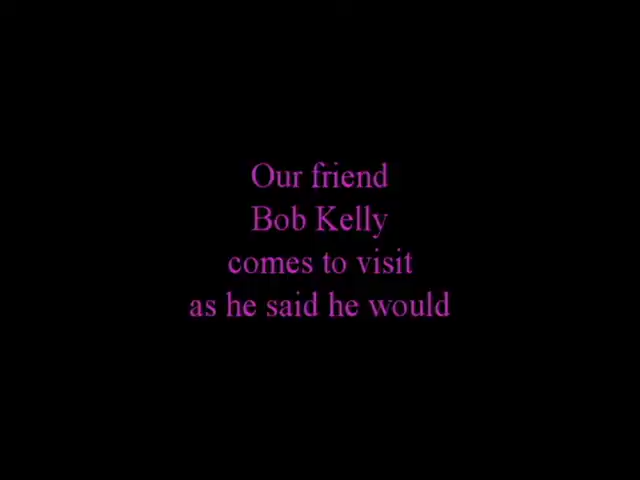 Our friend
Bob Kelly
comes to visit
as he said he would